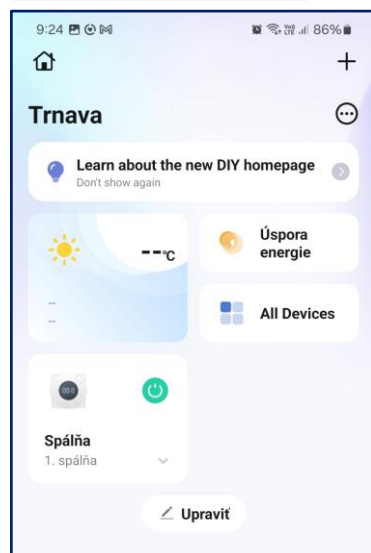 9:24 86%
Trnava
Learn about the new DIY homepage
Don't show again
--°C
--
--
Úspora
energie
All Devices
Spálňa
1. spálňa
Upraviť